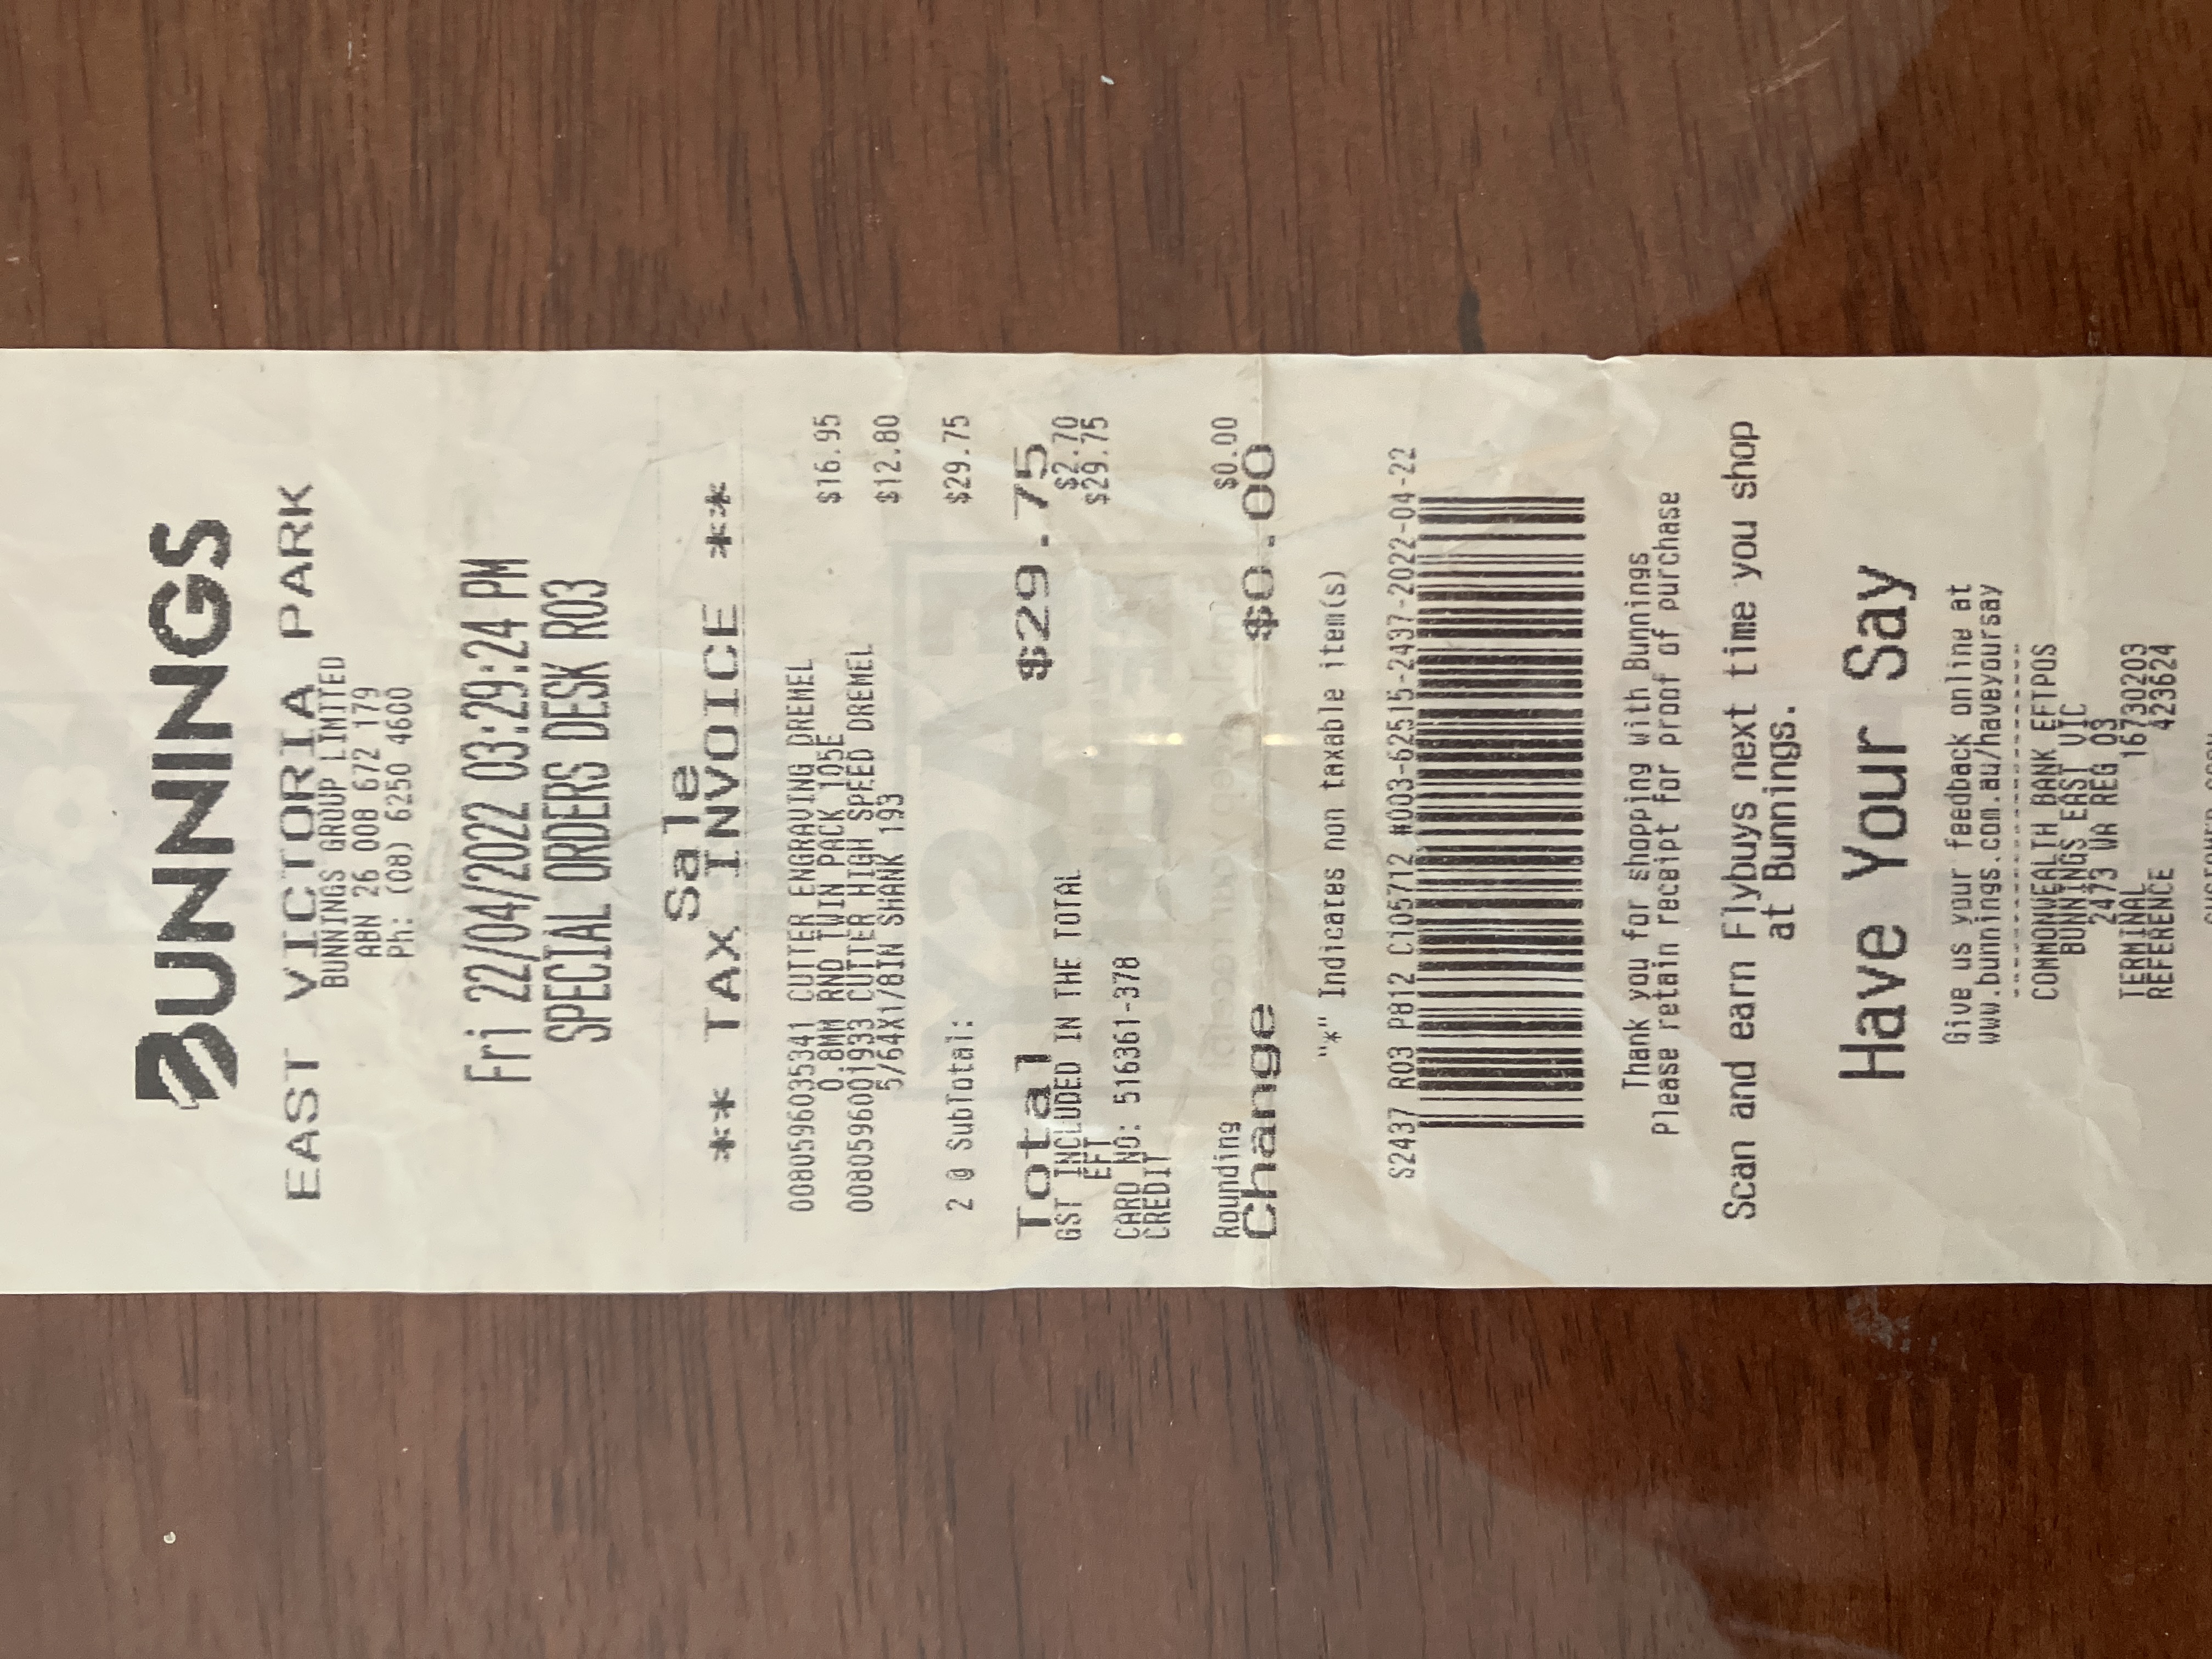 BUNNINGS
EAST VICTORIA PARK
BUNNINGS GROUP LIMITED
ABN 26 008 672 179
Ph: (08) 6250 4600
Fri 22/04/2022 03:29:24 PM
SPECIAL ORDERS DESK R03
Sale
** TAX INVOICE **
0080596035341 CUTTER ENGRAVING DREMEL
0.8MM RND TWIN PACK 105E $16.95
0080596001933 CUTTER HIGH SPEED DREMEL
5/64X1/8IN SHANK 193 $12.80
2 @ SubTotal: $29.75
Total $29.75
GST INCLUDED IN THE TOTAL $2.70
EFT $29.75
CARD NO: 516361-378
CREDIT
Rounding $0.00
Change $0.00
"*" Indicates non taxable item(s)
S2437 R03 P812 C105712 #003-62515-2437-2022-04-22
Thank you for shopping with Bunnings
Please retain receipt for proof of purchase
Scan and earn Flybuys next time you shop
at Bunnings.
Have Your Say
Give us your feedback online at
www.bunnings.com.au/haveyoursay
------------------------
COMMONWEALTH BANK EFTPOS
BUNNINGS EAST VIC
2473 WA REG 03
TERMINAL 16730203
REFERENCE 423624